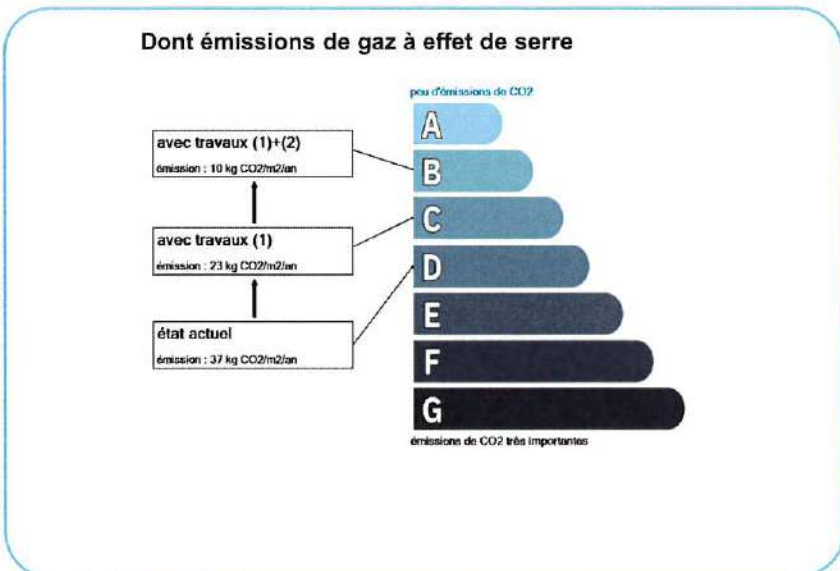 Dont émissions de gaz à effet de serre
peu d'émissions de CO2
avec travaux (1)+(2)
émission : 10 kg CO2/m2/an
avec travaux (1)
émission : 23 kg CO2/m2/an
état actuel
émission : 37 kg CO2/m2/an
A
B
C
D
E
F
G
émissions de CO2 très importantes